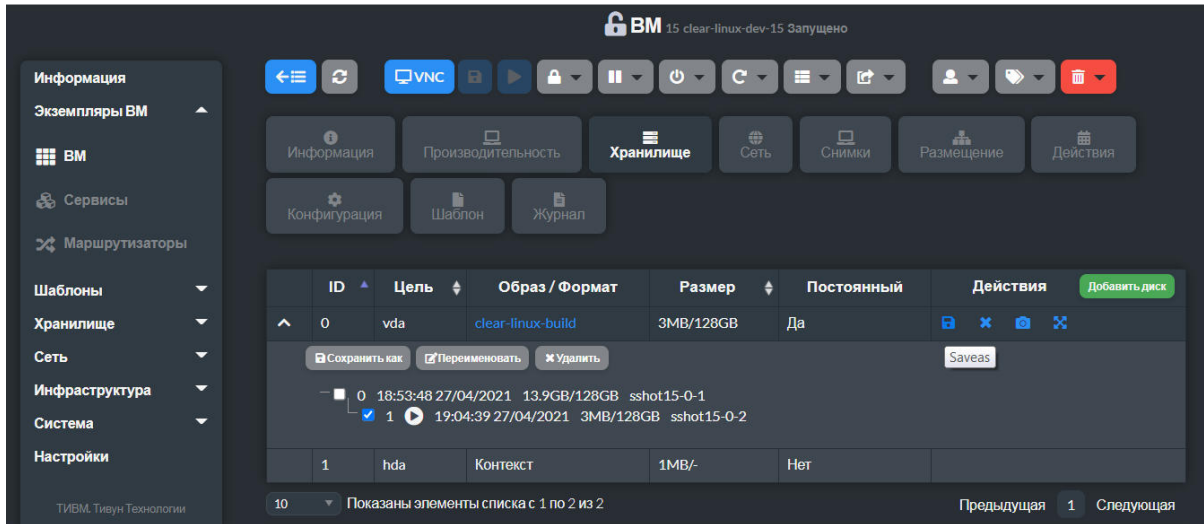 ВМ 15 clear-linux-dev-15 Запущено
Информация
Экземпляры ВМ
ВМ
Сервисы
Маршрутизаторы
Шаблоны
Хранилище
Сеть
Инфраструктура
Система
Настройки
ТИВМ. Тивун Технологии
VNC
Информация
Производительность
Хранилище
Сеть
Снимки
Размещение
Действия
Конфигурация
Шаблон
Журнал
ID Цель Образ / Формат Размер Постоянный Действия Добавить диск
0 vda clear-linux-build 3MB/128GB Да
Сохранить как Переименовать Удалить Saveas
0 18:53:48 27/04/2021 13.9GB/128GB sshot15-0-1
1 19:04:39 27/04/2021 3MB/128GB sshot15-0-2
1 hda Контекст 1MB/- Нет
10 Показаны элементы списка с 1 по 2 из 2 Предыдущая 1 Следующая